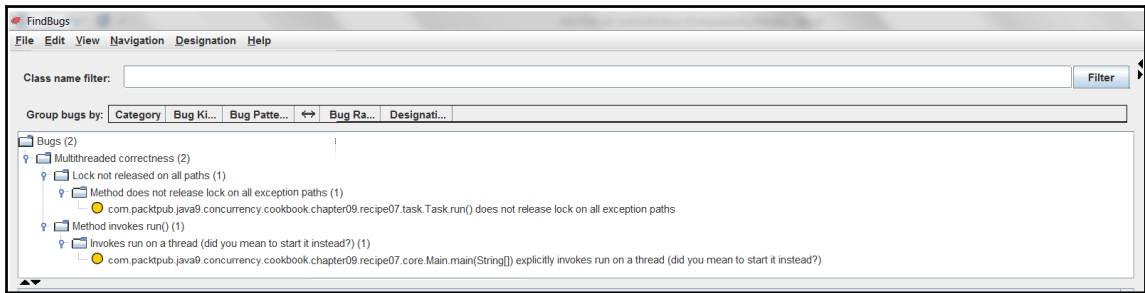 FindBugs
File Edit View Navigation Designation Help
Class name filter: Filter
Group bugs by: Category Bug Ki... Bug Patte... ⇔ Bug Ra... Designati...
Bugs (2)
Multithreaded correctness (2)
Lock not released on all paths (1)
Method does not release lock on all exception paths (1)
com.packtpub.java9.concurrency.cookbook.chapter09.recipe07.task.Task.run() does not release lock on all exception paths
Method invokes run() (1)
Invokes run on a thread (did you mean to start it instead?) (1)
com.packtpub.java9.concurrency.cookbook.chapter09.recipe07.core.Main.main(String[]) explicitly invokes run on a thread (did you mean to start it instead?)